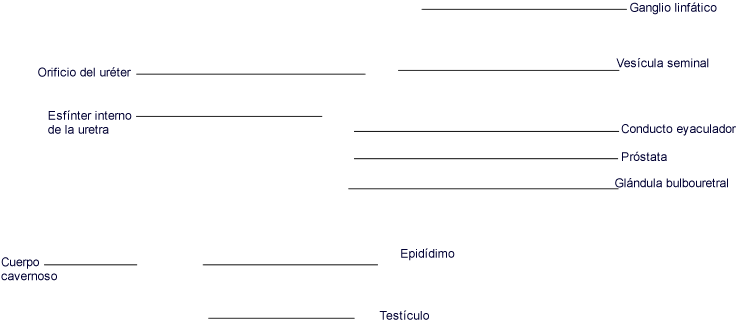 Ganglio linfático
Vesícula seminal
Orificio del uréter
Esfínter interno
de la uretra
Conducto eyaculador
Próstata
Glándula bulbouretral
Epidídimo
Cuerpo
cavernoso
Testículo